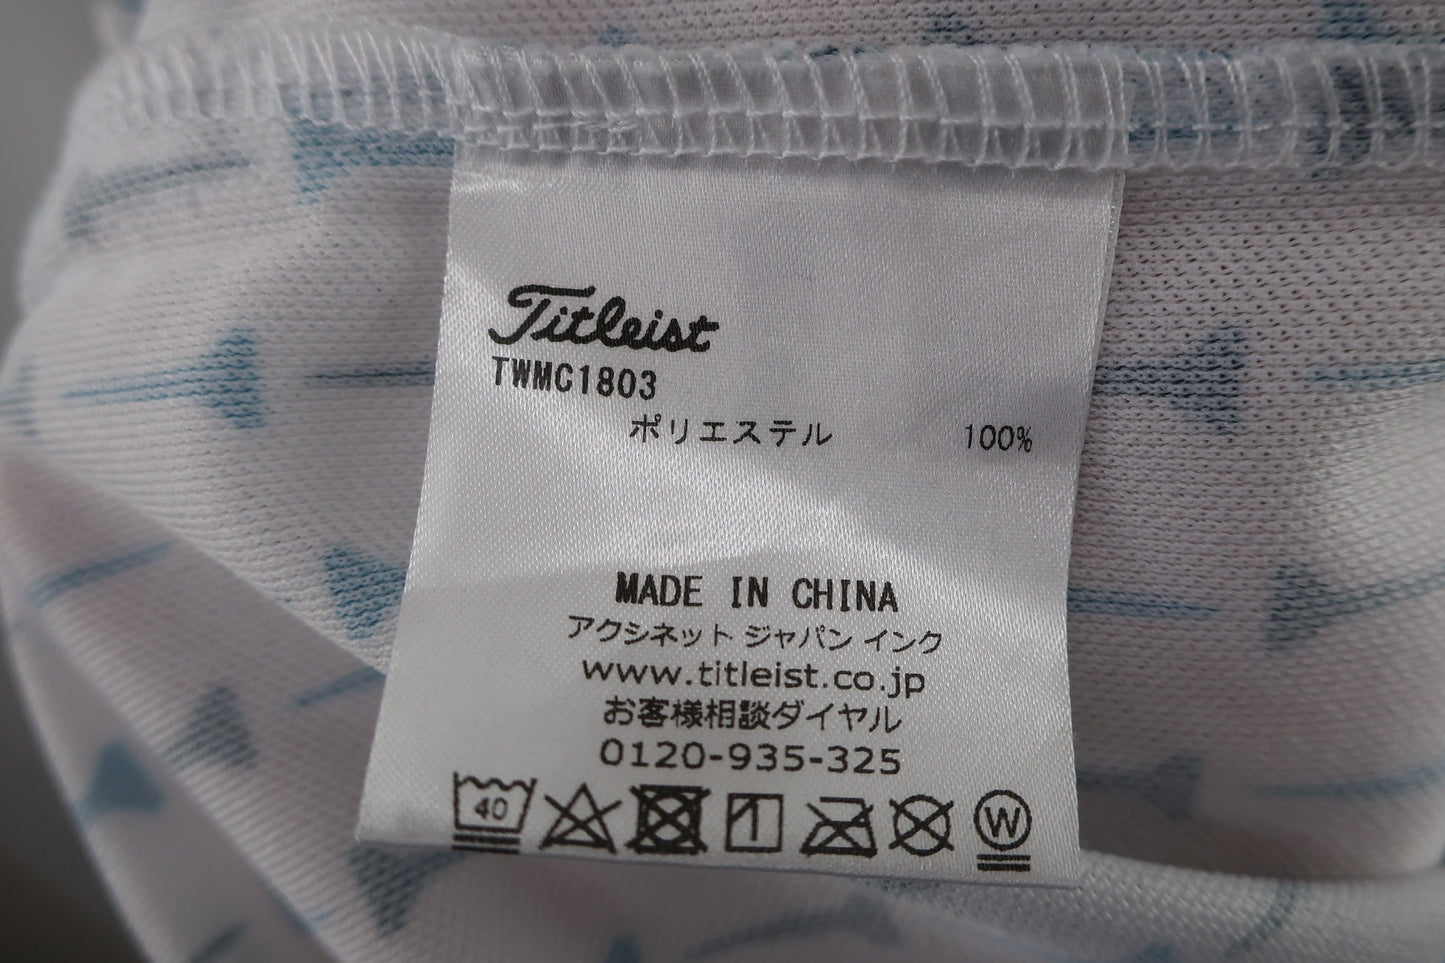 Titleist
TWMC1803
ポリエステル 100%
MADE IN CHINA
アクシネット ジャパン インク
www.titleist.co.jp
お客様相談ダイヤル
0120-935-325
40 W